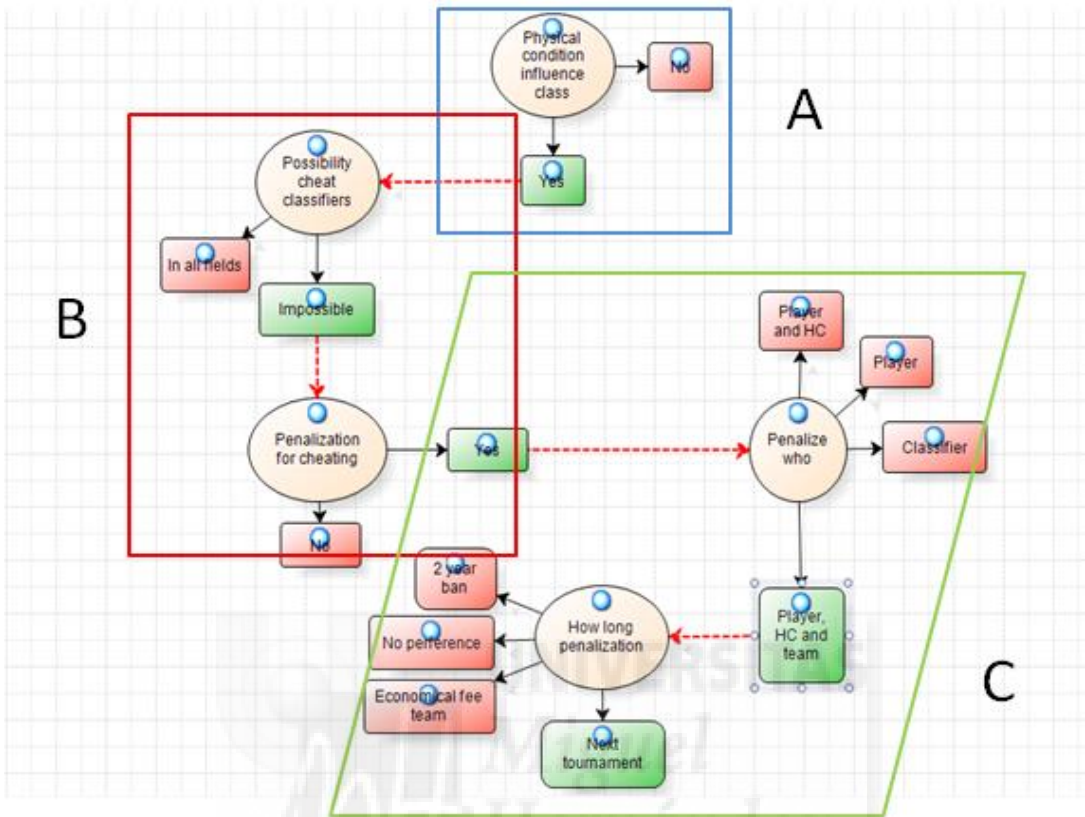 Physical
condition
influence
class
No
A
Yes
Possibility
cheat
classifiers
In all fields
Impossible
B
Penalization
for cheating
Yes
No
Player
and HC
Player
Penalize
who
Classifier
Player,
HC and
team
2 year
ban
How long
penalization
No perference
Economical fee
team
Next
tournament
C
UNIVERSITAS
Miguel